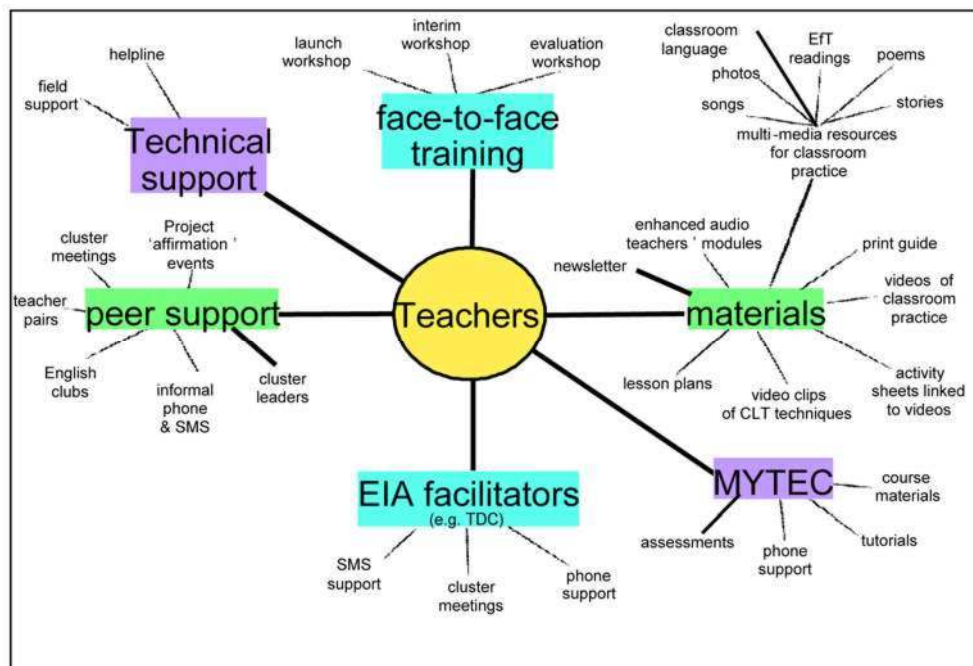 helpline
field
support
Technical
support
launch
workshop
interim
workshop
evaluation
workshop
face-to-face
training
classroom
language
EfT
readings
poems
photos
songs
stories
multi-media resources
for classroom
practice
cluster
meetings
Project
'affirmation'
events
teacher
pairs
peer support
English
clubs
informal
phone
& SMS
cluster
leaders
Teachers
enhanced audio
teachers' modules
newsletter
print guide
materials
videos of
classroom
practice
lesson plans
video clips
of CLT techniques
activity
sheets linked
to videos
EIA facilitators
(e.g. TDC)
SMS
support
cluster
meetings
phone
support
MYTEC
course
materials
assessments
phone
support
tutorials